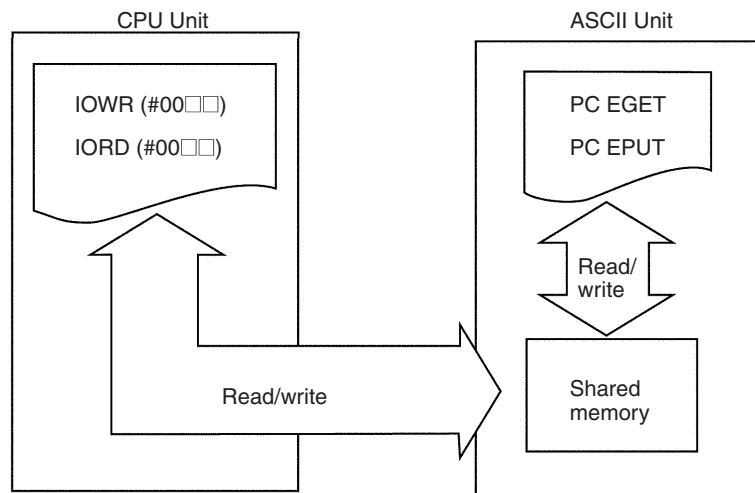 CPU Unit
ASCII Unit
IOWR (#00□□)
IORD (#00□□)
PC EGET
PC EPUT
Read/
write
Read/write
Shared
memory